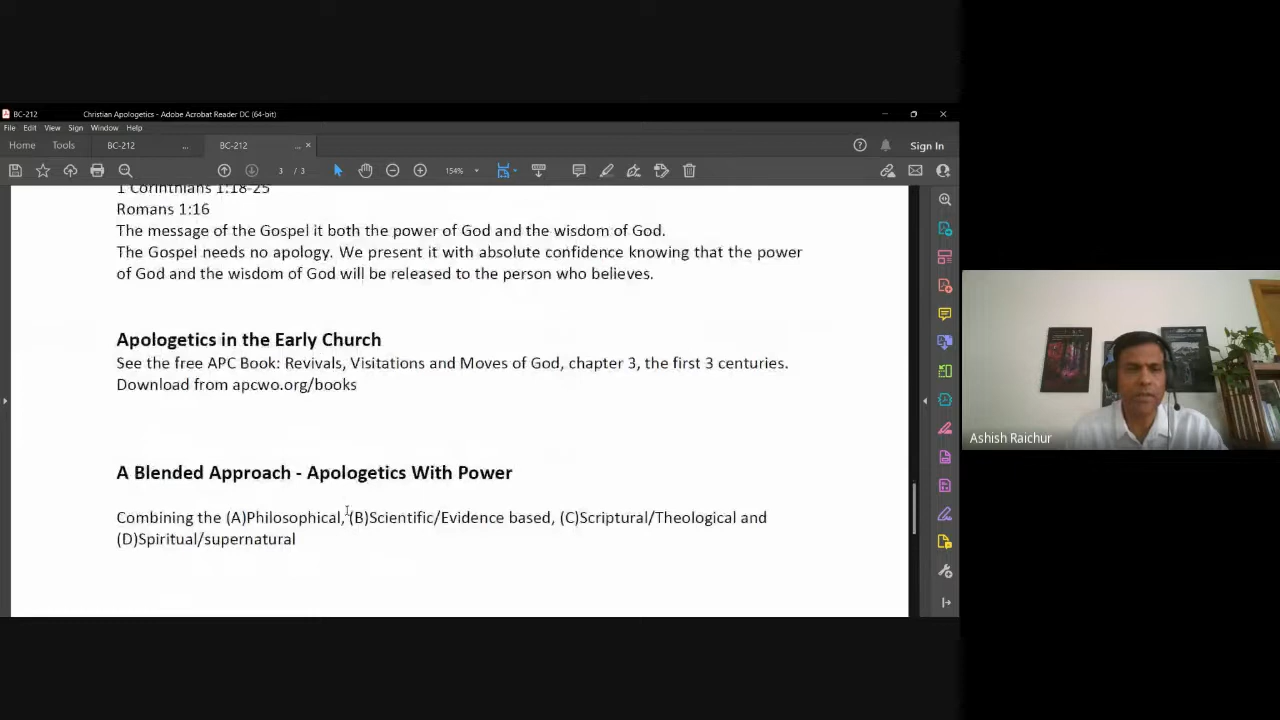 BC-212 Christian Apologetics - Adobe Acrobat Reader DC (64-bit)
File Edit View Sign Window Help
Home Tools BC-212 ... BC-212 ... × Sign In
3 / 3 154%
1 Corinthians 1:18-25
Romans 1:16
The message of the Gospel it both the power of God and the wisdom of God.
The Gospel needs no apology. We present it with absolute confidence knowing that the power
of God and the wisdom of God will be released to the person who believes.
Apologetics in the Early Church
See the free APC Book: Revivals, Visitations and Moves of God, chapter 3, the first 3 centuries.
Download from apcwo.org/books
A Blended Approach - Apologetics With Power
Combining the (A)Philosophical, (B)Scientific/Evidence based, (C)Scriptural/Theological and
(D)Spiritual/supernatural
Ashish Raichur